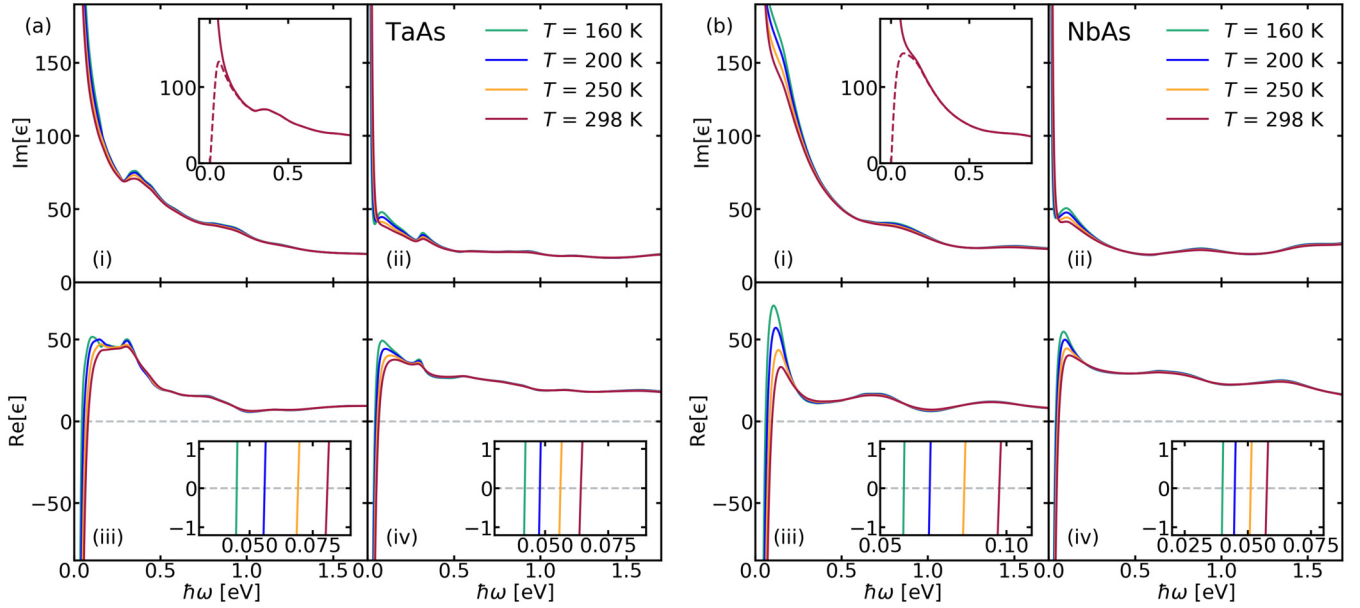 (a)
TaAs
T = 160 K
T = 200 K
T = 250 K
T = 298 K
Im[ϵ]
150
100
50
0
100
0
0.0 0.5
(i)
(ii)
Re[ϵ]
50
0
−50
1
0
−1
0.050 0.075
1
0
−1
0.050 0.075
(iii)
(iv)
0.0 0.5 1.0 0.5 1.0 1.5
ħω [eV] ħω [eV]
(b)
NbAs
T = 160 K
T = 200 K
T = 250 K
T = 298 K
Im[ϵ]
150
100
50
0
100
0
0.0 0.5
(i)
(ii)
Re[ϵ]
50
0
−50
1
0
−1
0.05 0.10
1
0
−1
0.025 0.050 0.075
(iii)
(iv)
0.0 0.5 1.0 0.0 0.5 1.0 1.5
ħω [eV] ħω [eV]